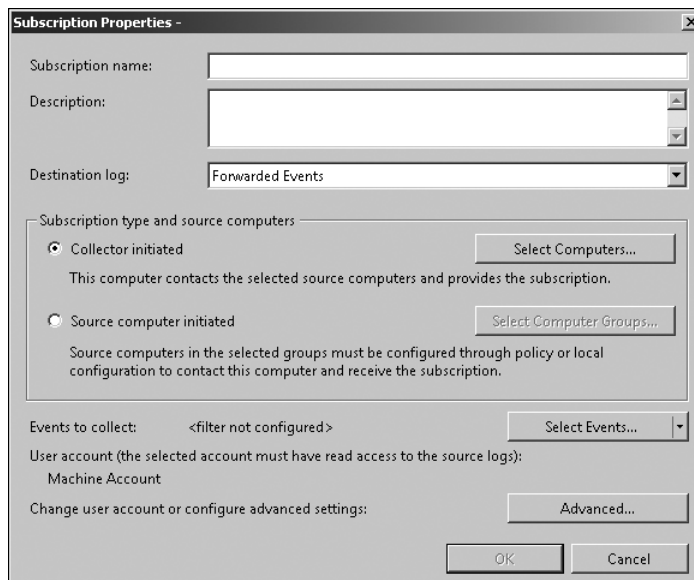 Subscription Properties -
Subscription name:
Description:
Destination log:
Forwarded Events
Subscription type and source computers
Collector initiated
Select Computers...
This computer contacts the selected source computers and provides the subscription.
Source computer initiated
Select Computer Groups...
Source computers in the selected groups must be configured through policy or local
configuration to contact this computer and receive the subscription.
Events to collect:
<filter not configured>
Select Events...
User account (the selected account must have read access to the source logs):
Machine Account
Change user account or configure advanced settings:
Advanced...
OK
Cancel